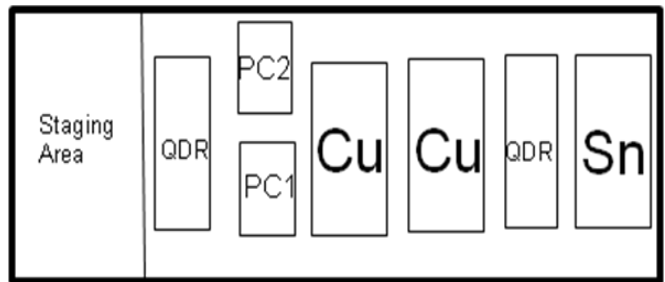 Staging
Area
QDR
PC2
PC1
Cu
Cu
QDR
Sn